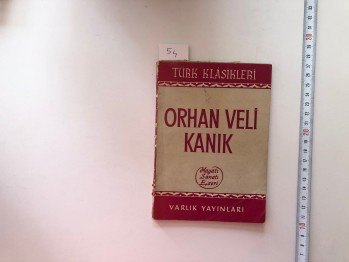 54
TÜRK KLASİKLERİ
ORHAN VELİ
KANIK
Hayatı
Sanatı
Eseri
VARLIK YAYINLARI